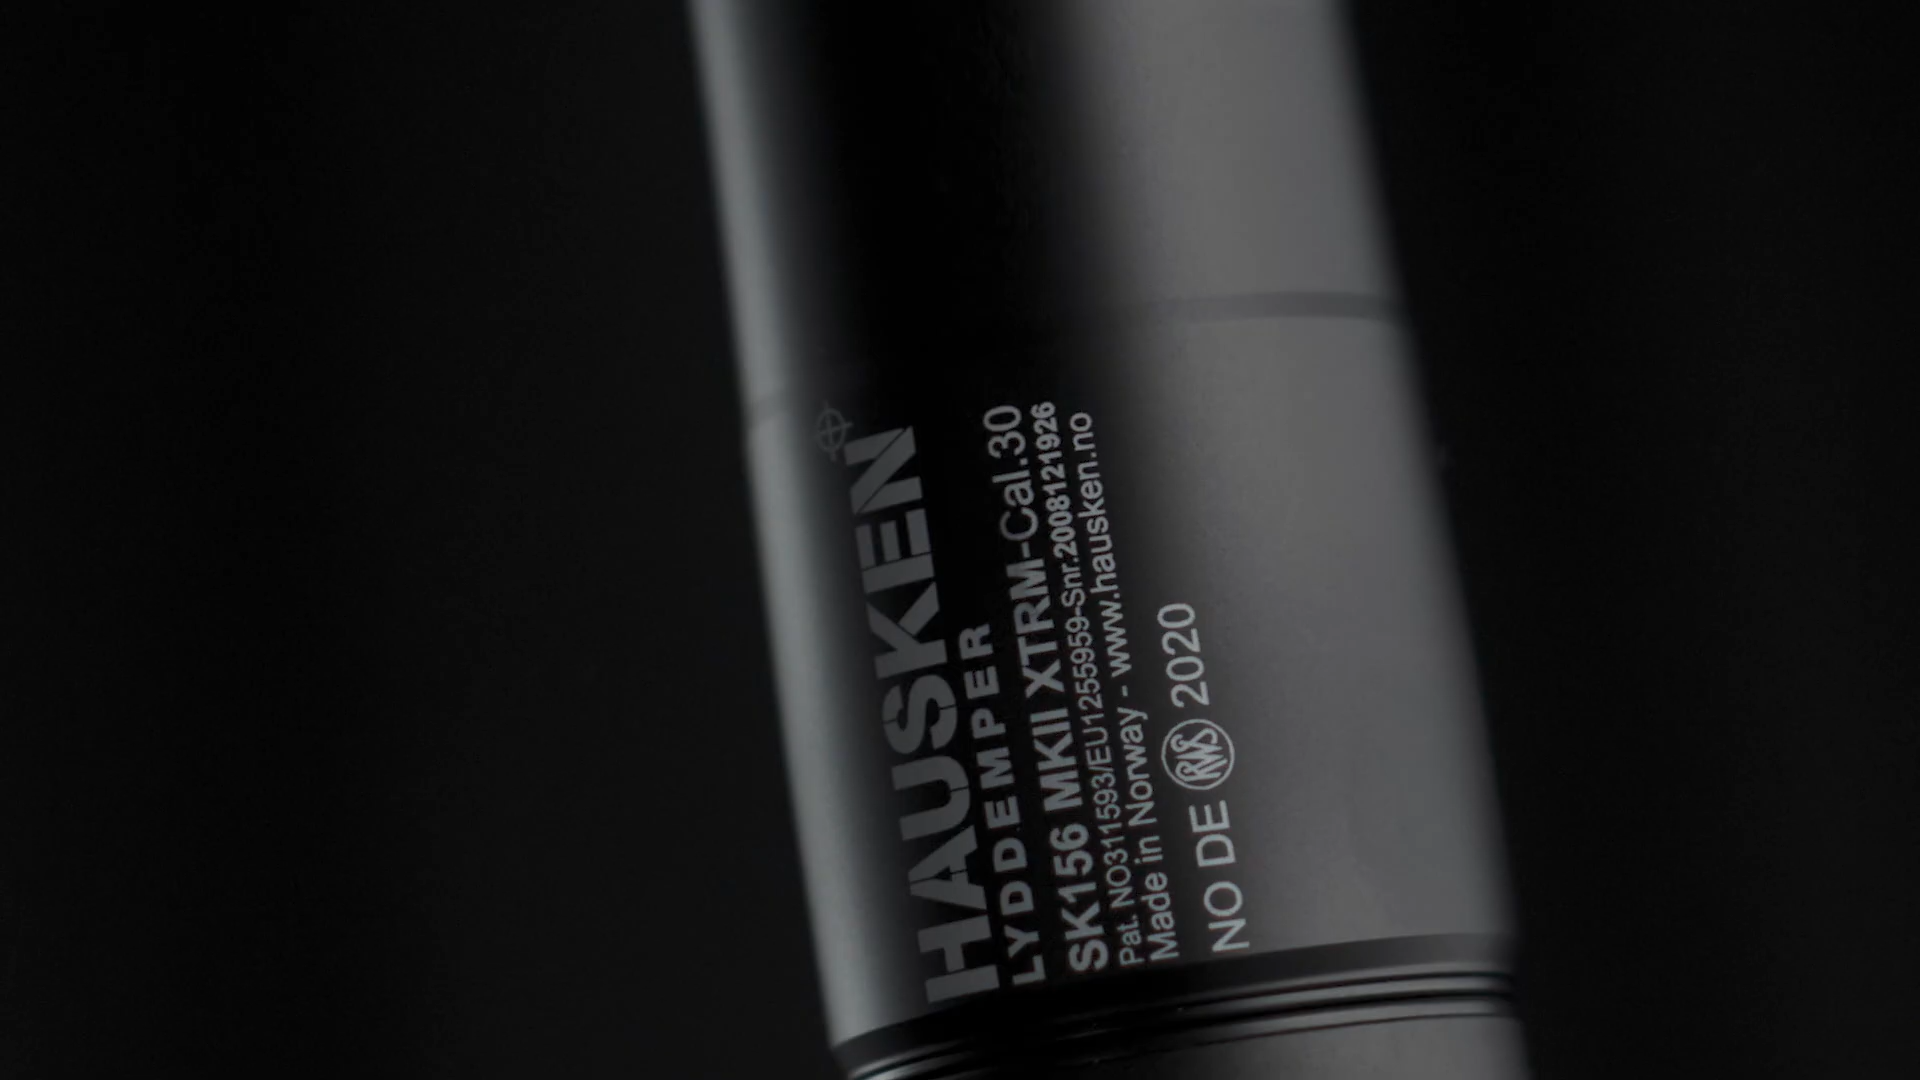 HAUSKEN
LYDDEMPER
SK156 MKII XTRM-Cal.30
Pat. NO311593/EU1255959-Snr.2008121926
Made in Norway - www.hausken.no
NO DE RWS 2020